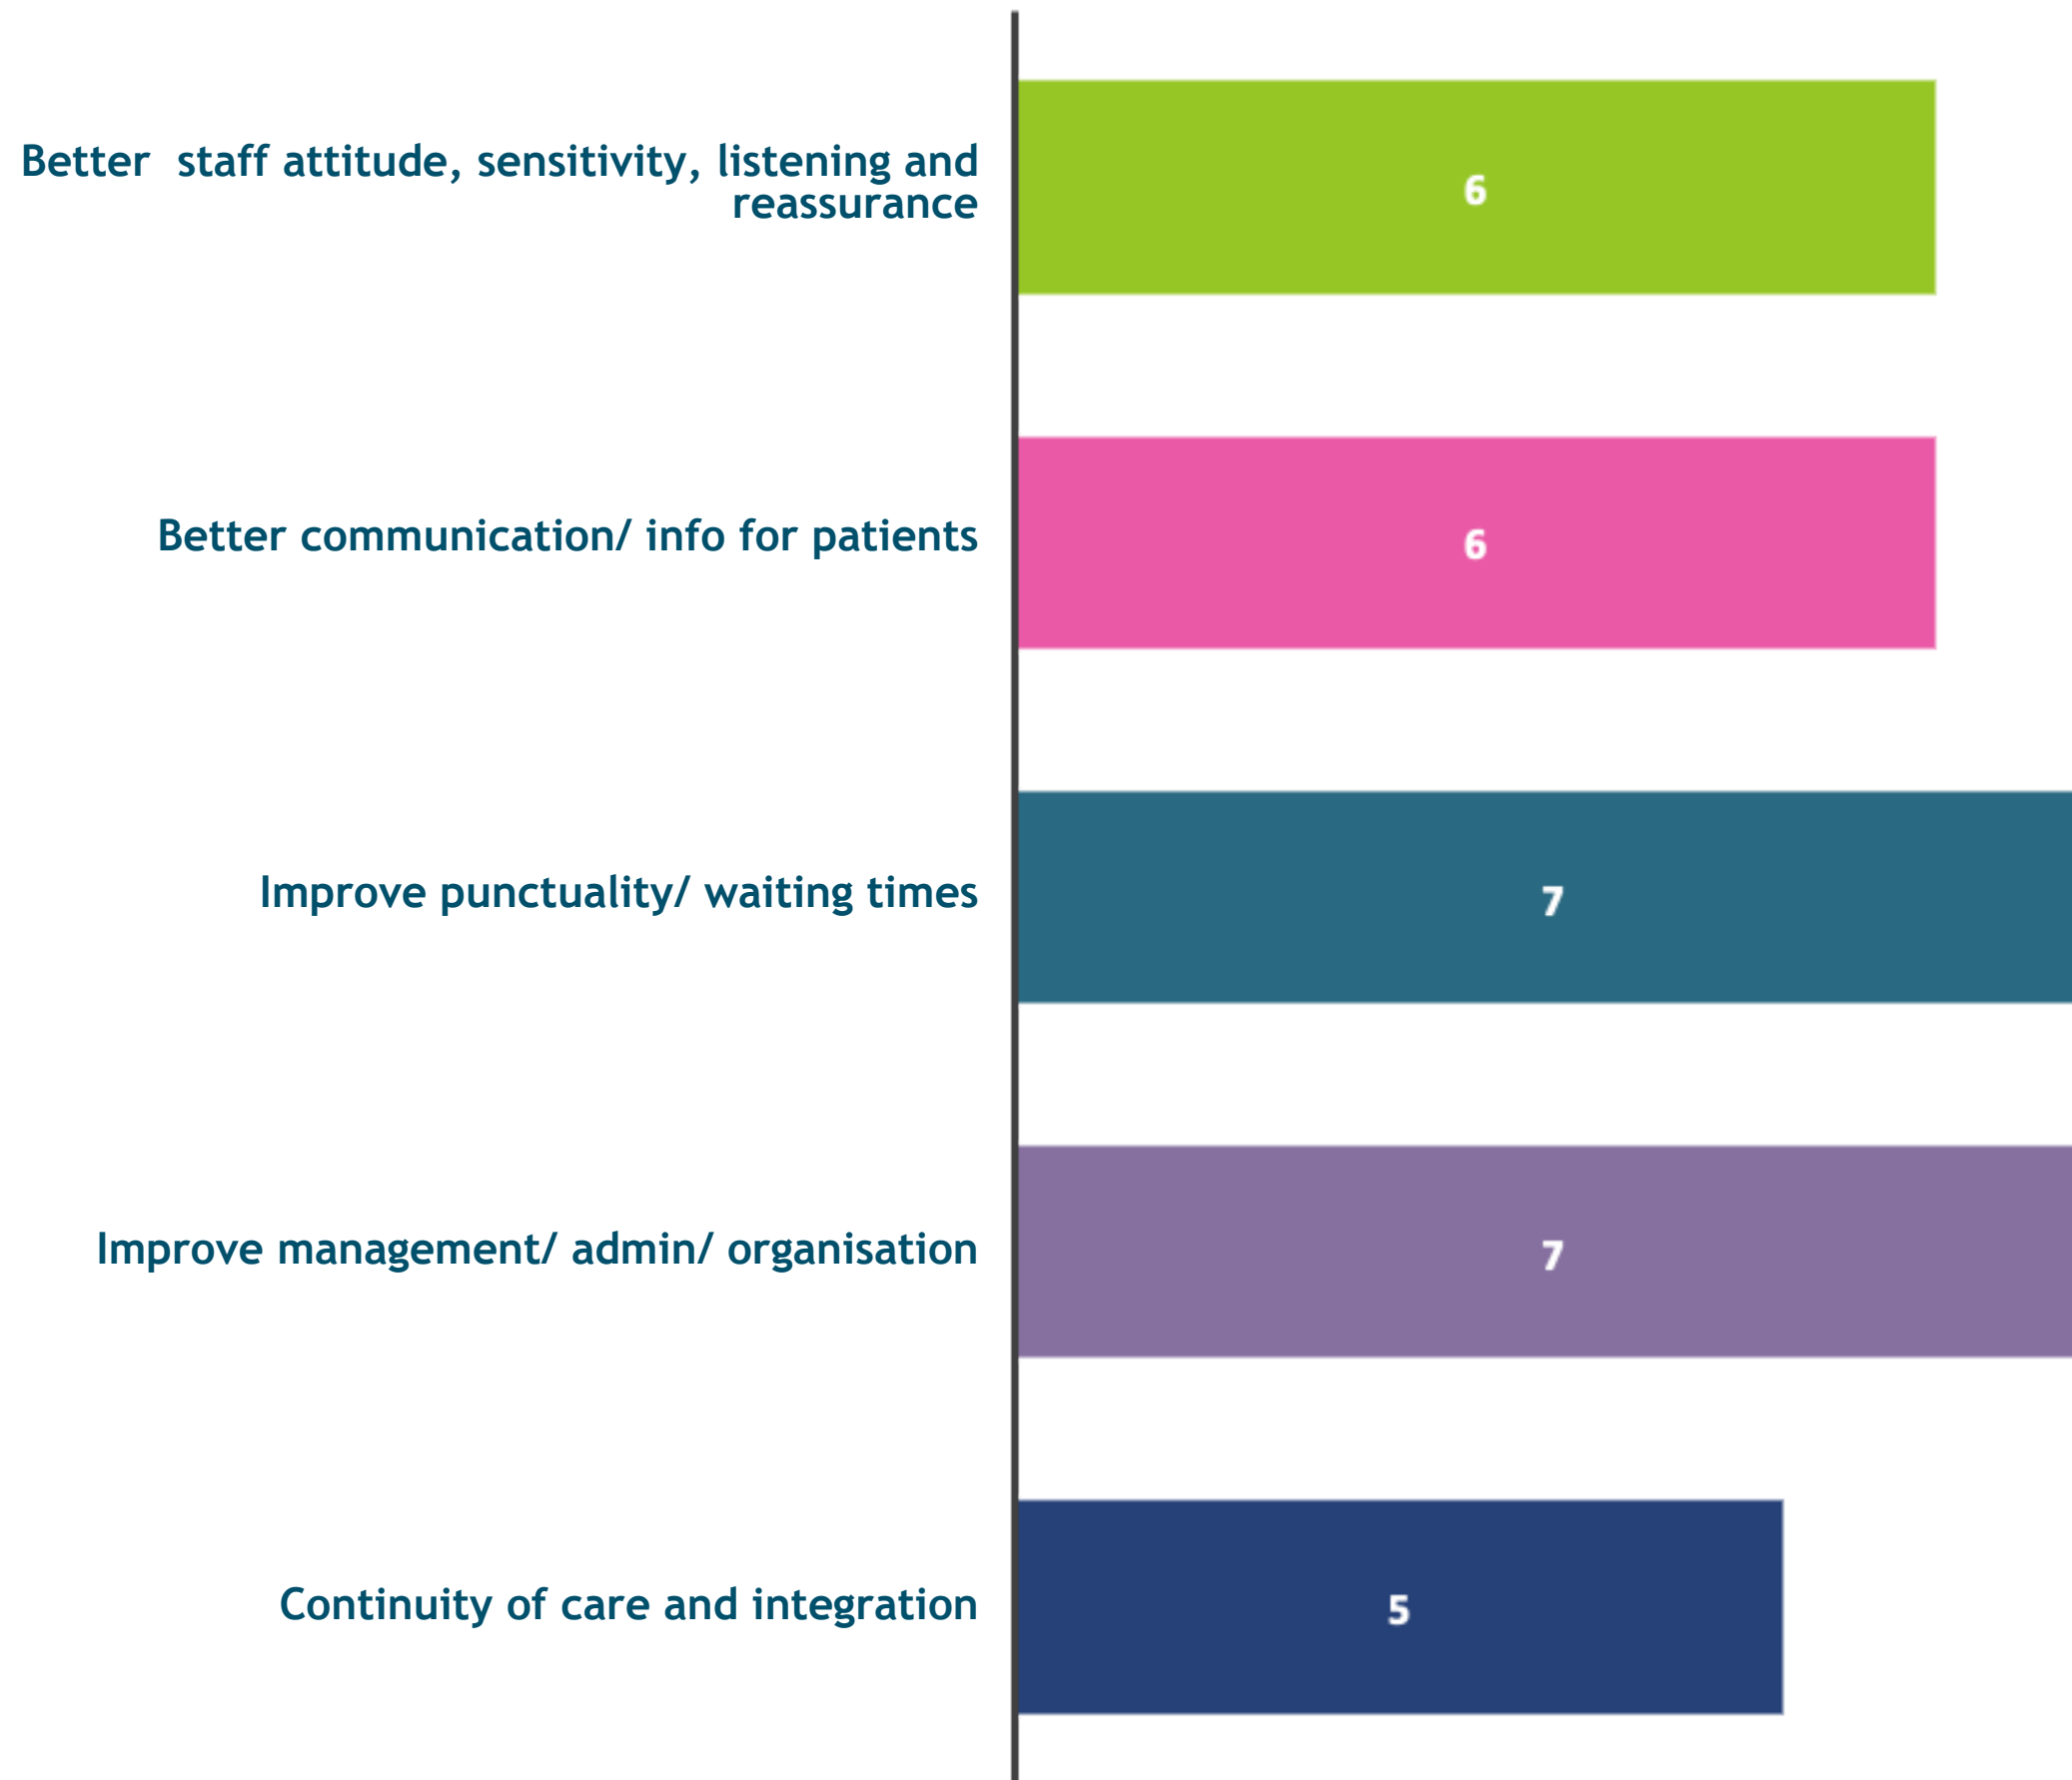 Better  staff attitude, sensitivity, listening and
reassurance
6
Better communication/ info for patients
6
Improve punctuality/ waiting times
7
Improve management/ admin/ organisation
7
Continuity of care and integration
5